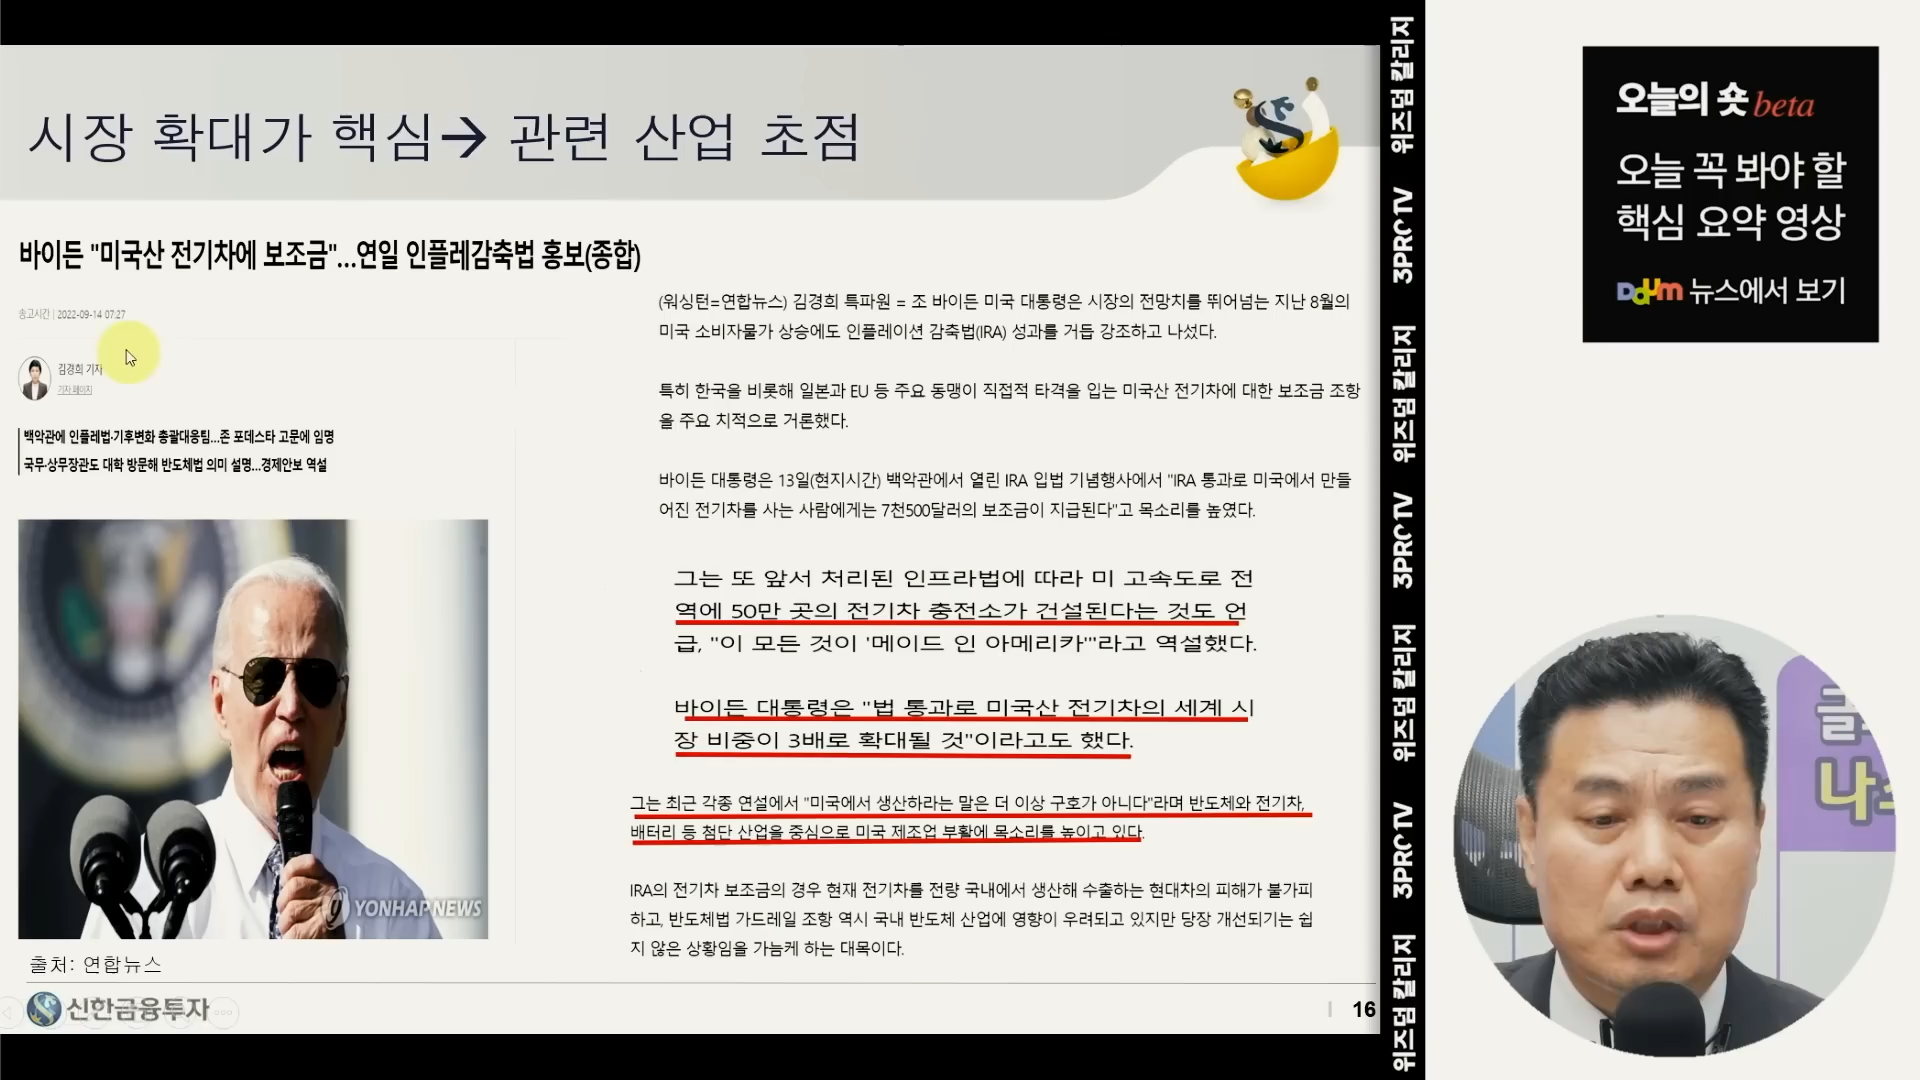 시장 확대가 핵심→ 관련 산업 초점
바이든 "미국산 전기차에 보조금"...연일 인플레감축법 홍보(종합)
송고시간 | 2022-09-14 07:27
김경희 기자
기자 페이지
백악관에 인플레법·기후변화 총괄대응팀...존 포데스타 고문에 임명
국무·상무장관도 대학 방문해 반도체법 의미 설명...경제안보 역설
YONHAP NEWS
출처: 연합뉴스
(워싱턴=연합뉴스) 김경희 특파원 = 조 바이든 미국 대통령은 시장의 전망치를 뛰어넘는 지난 8월의
미국 소비자물가 상승에도 인플레이션 감축법(IRA) 성과를 거듭 강조하고 나섰다.
특히 한국을 비롯해 일본과 EU 등 주요 동맹이 직접적 타격을 입는 미국산 전기차에 대한 보조금 조항
을 주요 치적으로 거론했다.
바이든 대통령은 13일(현지시간) 백악관에서 열린 IRA 입법 기념행사에서 "IRA 통과로 미국에서 만들
어진 전기차를 사는 사람에게는 7천500달러의 보조금이 지급된다"고 목소리를 높였다.
그는 또 앞서 처리된 인프라법에 따라 미 고속도로 전
역에 50만 곳의 전기차 충전소가 건설된다는 것도 언
급, "이 모든 것이 '메이드 인 아메리카'"라고 역설했다.
바이든 대통령은 "법 통과로 미국산 전기차의 세계 시
장 비중이 3배로 확대될 것"이라고도 했다.
그는 최근 각종 연설에서 "미국에서 생산하라는 말은 더 이상 구호가 아니다"라며 반도체와 전기차,
배터리 등 첨단 산업을 중심으로 미국 제조업 부활에 목소리를 높이고 있다.
IRA의 전기차 보조금의 경우 현재 전기차를 전량 국내에서 생산해 수출하는 현대차의 피해가 불가피
하고, 반도체법 가드레일 조항 역시 국내 반도체 산업에 영향이 우려되고 있지만 당장 개선되기는 쉽
지 않은 상황임을 가늠케 하는 대목이다.
신한금융투자
16
위즈덤 칼리지
3PROTV
위즈덤 칼리지
3PROTV
위즈덤 칼리지
3PROTV
위즈덤 칼리지
오늘의 숏 beta
오늘 꼭 봐야 할
핵심 요약 영상
Daum 뉴스에서 보기